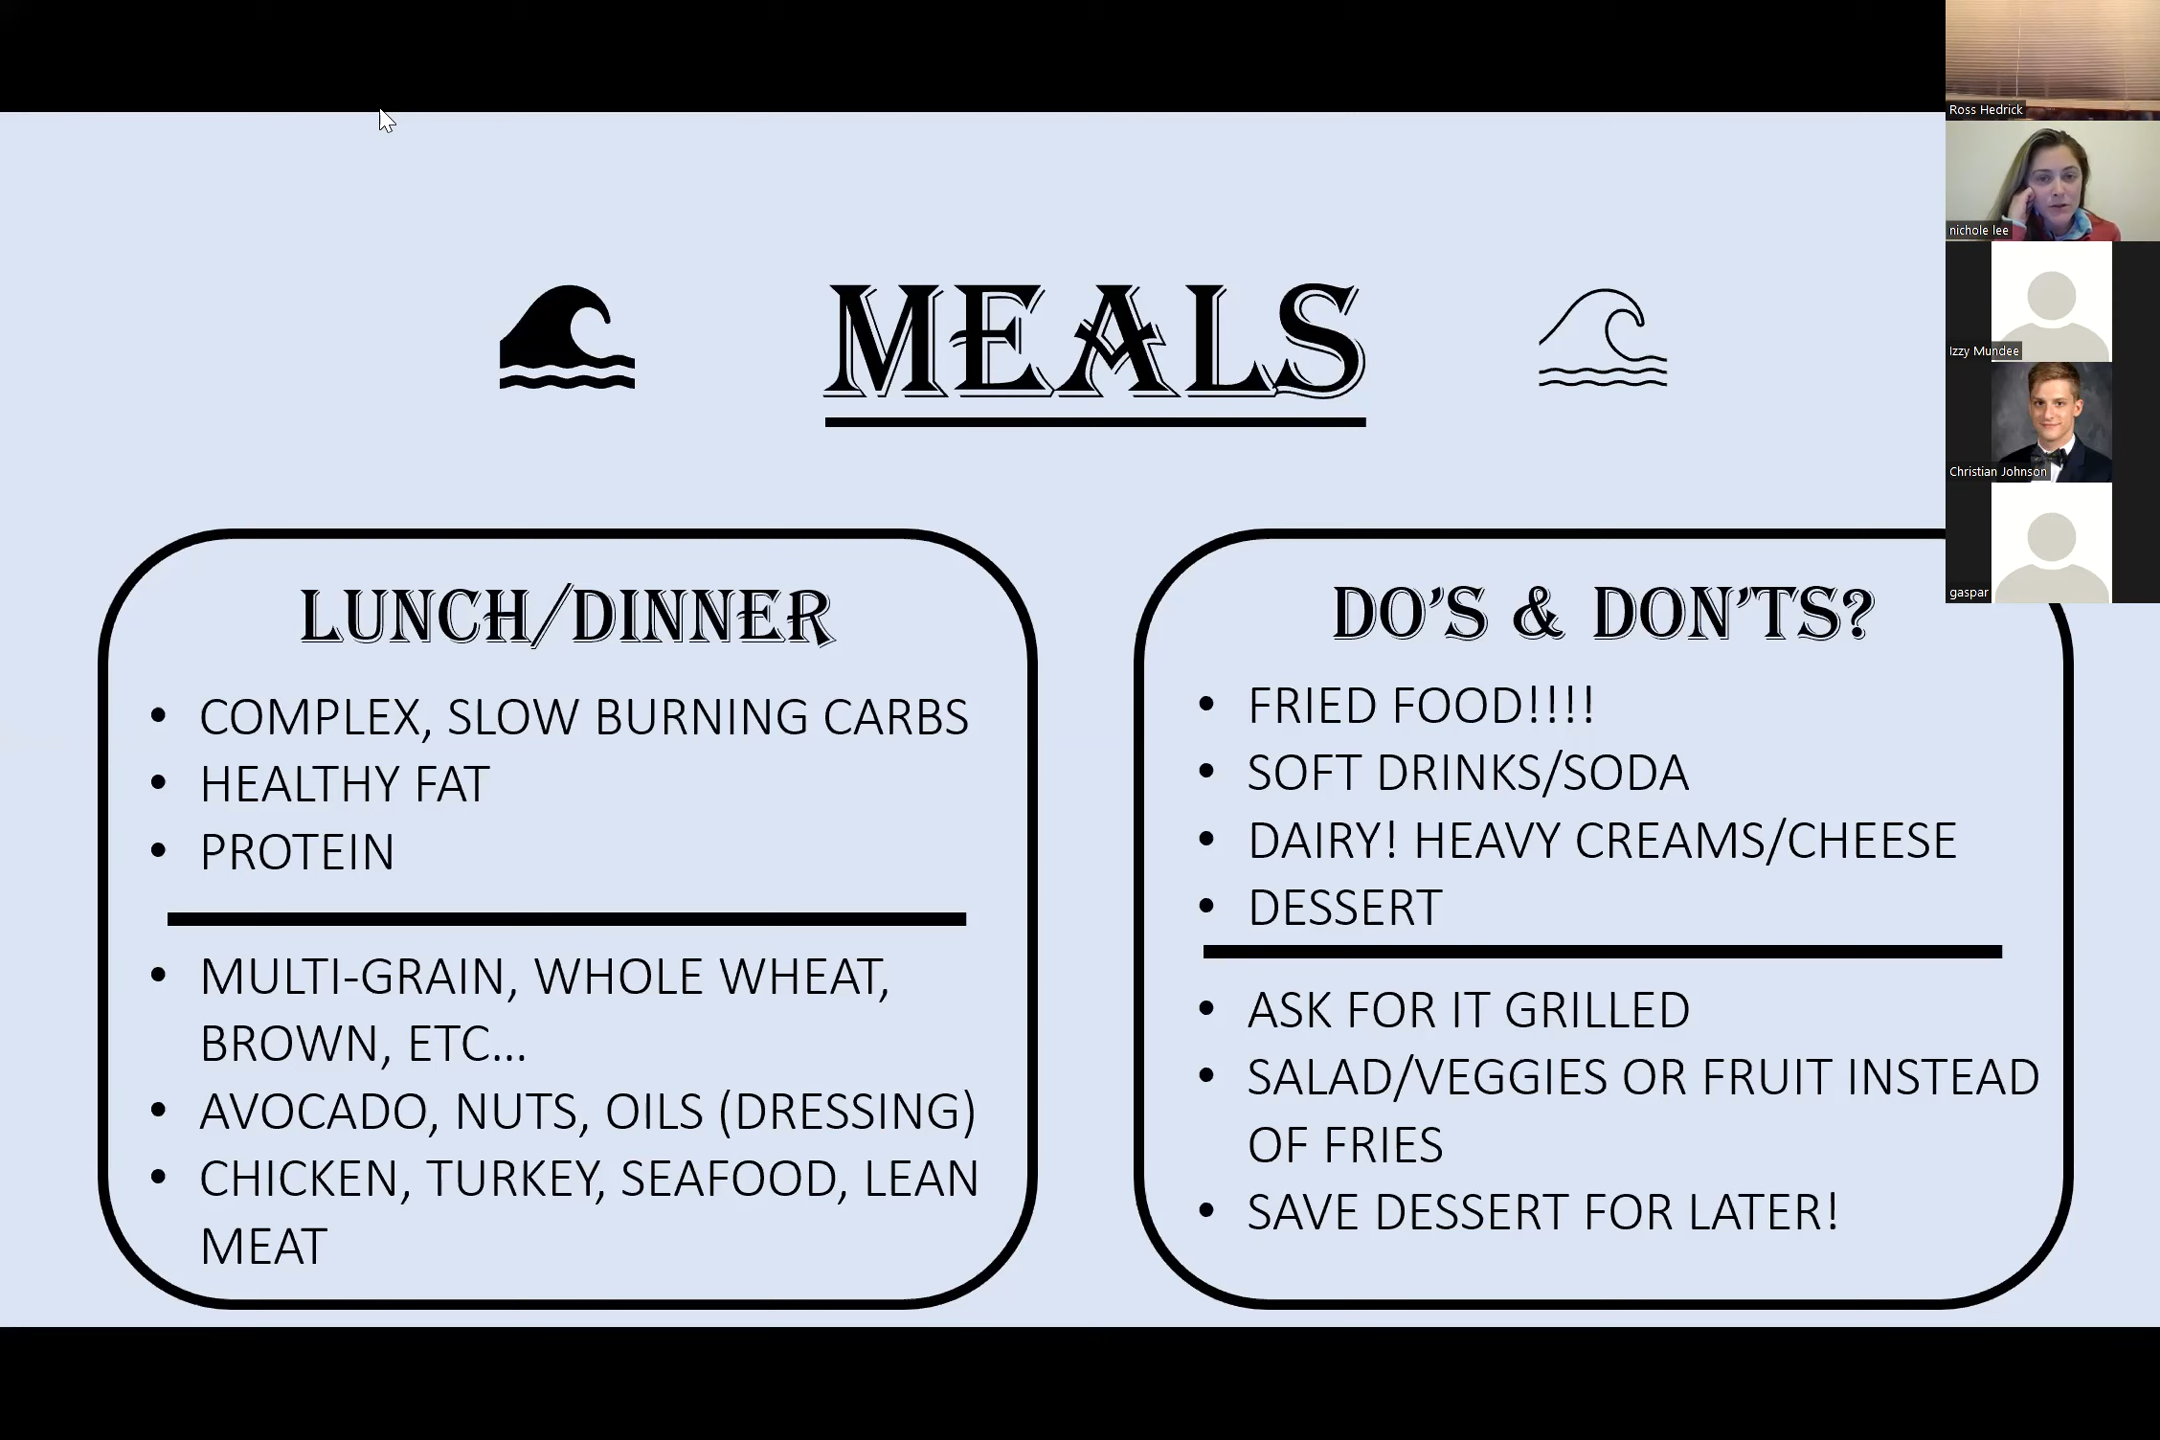 MEALS
LUNCH/DINNER
• COMPLEX, SLOW BURNING CARBS
• HEALTHY FAT
• PROTEIN
• MULTI-GRAIN, WHOLE WHEAT,
BROWN, ETC...
• AVOCADO, NUTS, OILS (DRESSING)
• CHICKEN, TURKEY, SEAFOOD, LEAN
MEAT
DO'S & DON'TS?
• FRIED FOOD!!!!
• SOFT DRINKS/SODA
• DAIRY! HEAVY CREAMS/CHEESE
• DESSERT
• ASK FOR IT GRILLED
• SALAD/VEGGIES OR FRUIT INSTEAD
OF FRIES
• SAVE DESSERT FOR LATER!
Ross Hedrick
nichole lee
Izzy Mundee
Christian Johnson
gaspar